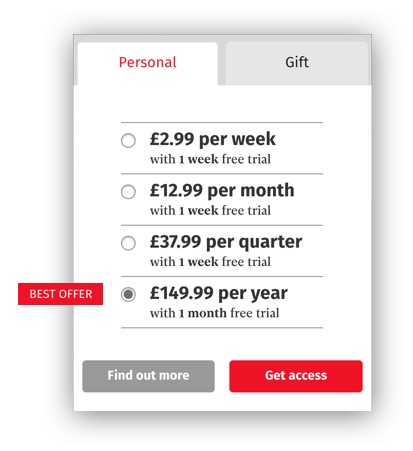 Personal
Gift
£2.99 per week
with 1 week free trial
£12.99 per month
with 1 week free trial
£37.99 per quarter
with 1 week free trial
BEST OFFER
£149.99 per year
with 1 month free trial
Find out more
Get access